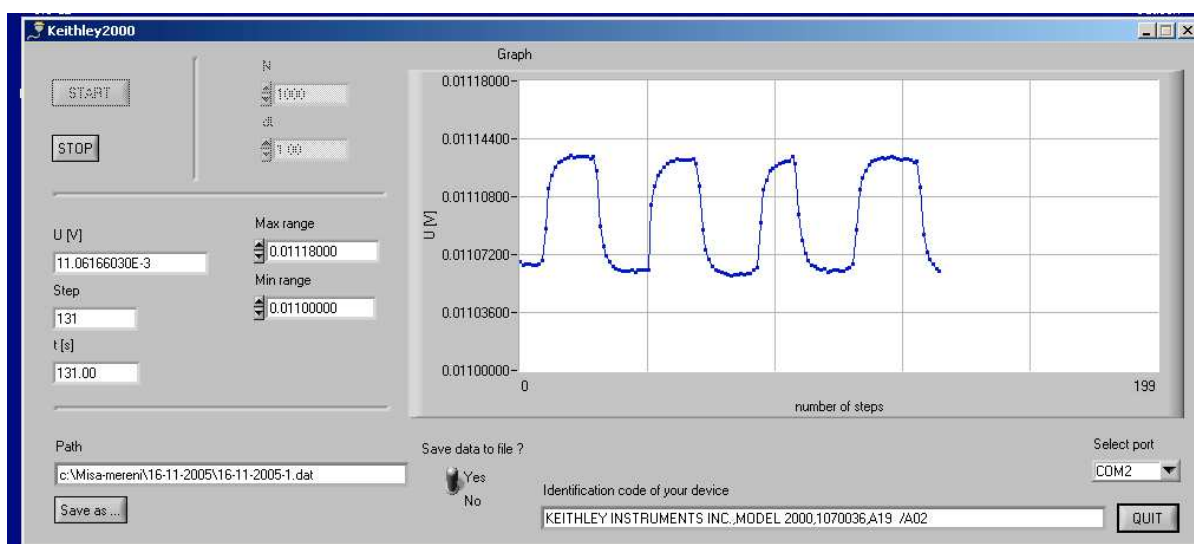 Keithley2000
START
STOP
N
1000
dt
1.00
U [V]
11.06166030E-3
Step
131
t [s]
131.00
Max range
0.01118000
Min range
0.01100000
Graph
0.01118000
0.01114400
0.01110800
0.01107200
0.01103600
0.01100000
U [V]
0
199
number of steps
Path
c:\Misa-mereni\16-11-2005\16-11-2005-1.dat
Save as ...
Save data to file ?
Yes
No
Identification code of your device
KEITHLEY INSTRUMENTS INC.,MODEL 2000,1070036,A19 /A02
Select port
COM2
QUIT